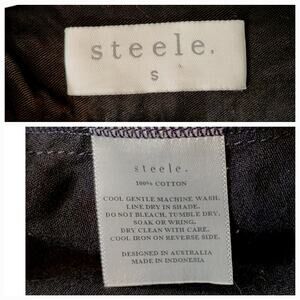 steele.
S
steele.
100% COTTON
COOL GENTLE MACHINE WASH.
LINE DRY IN SHADE.
DO NOT BLEACH, TUMBLE DRY,
SOAK OR WRING.
DRY CLEAN WITH CARE.
COOL IRON ON REVERSE SIDE.
DESIGNED IN AUSTRALIA
MADE IN INDONESIA